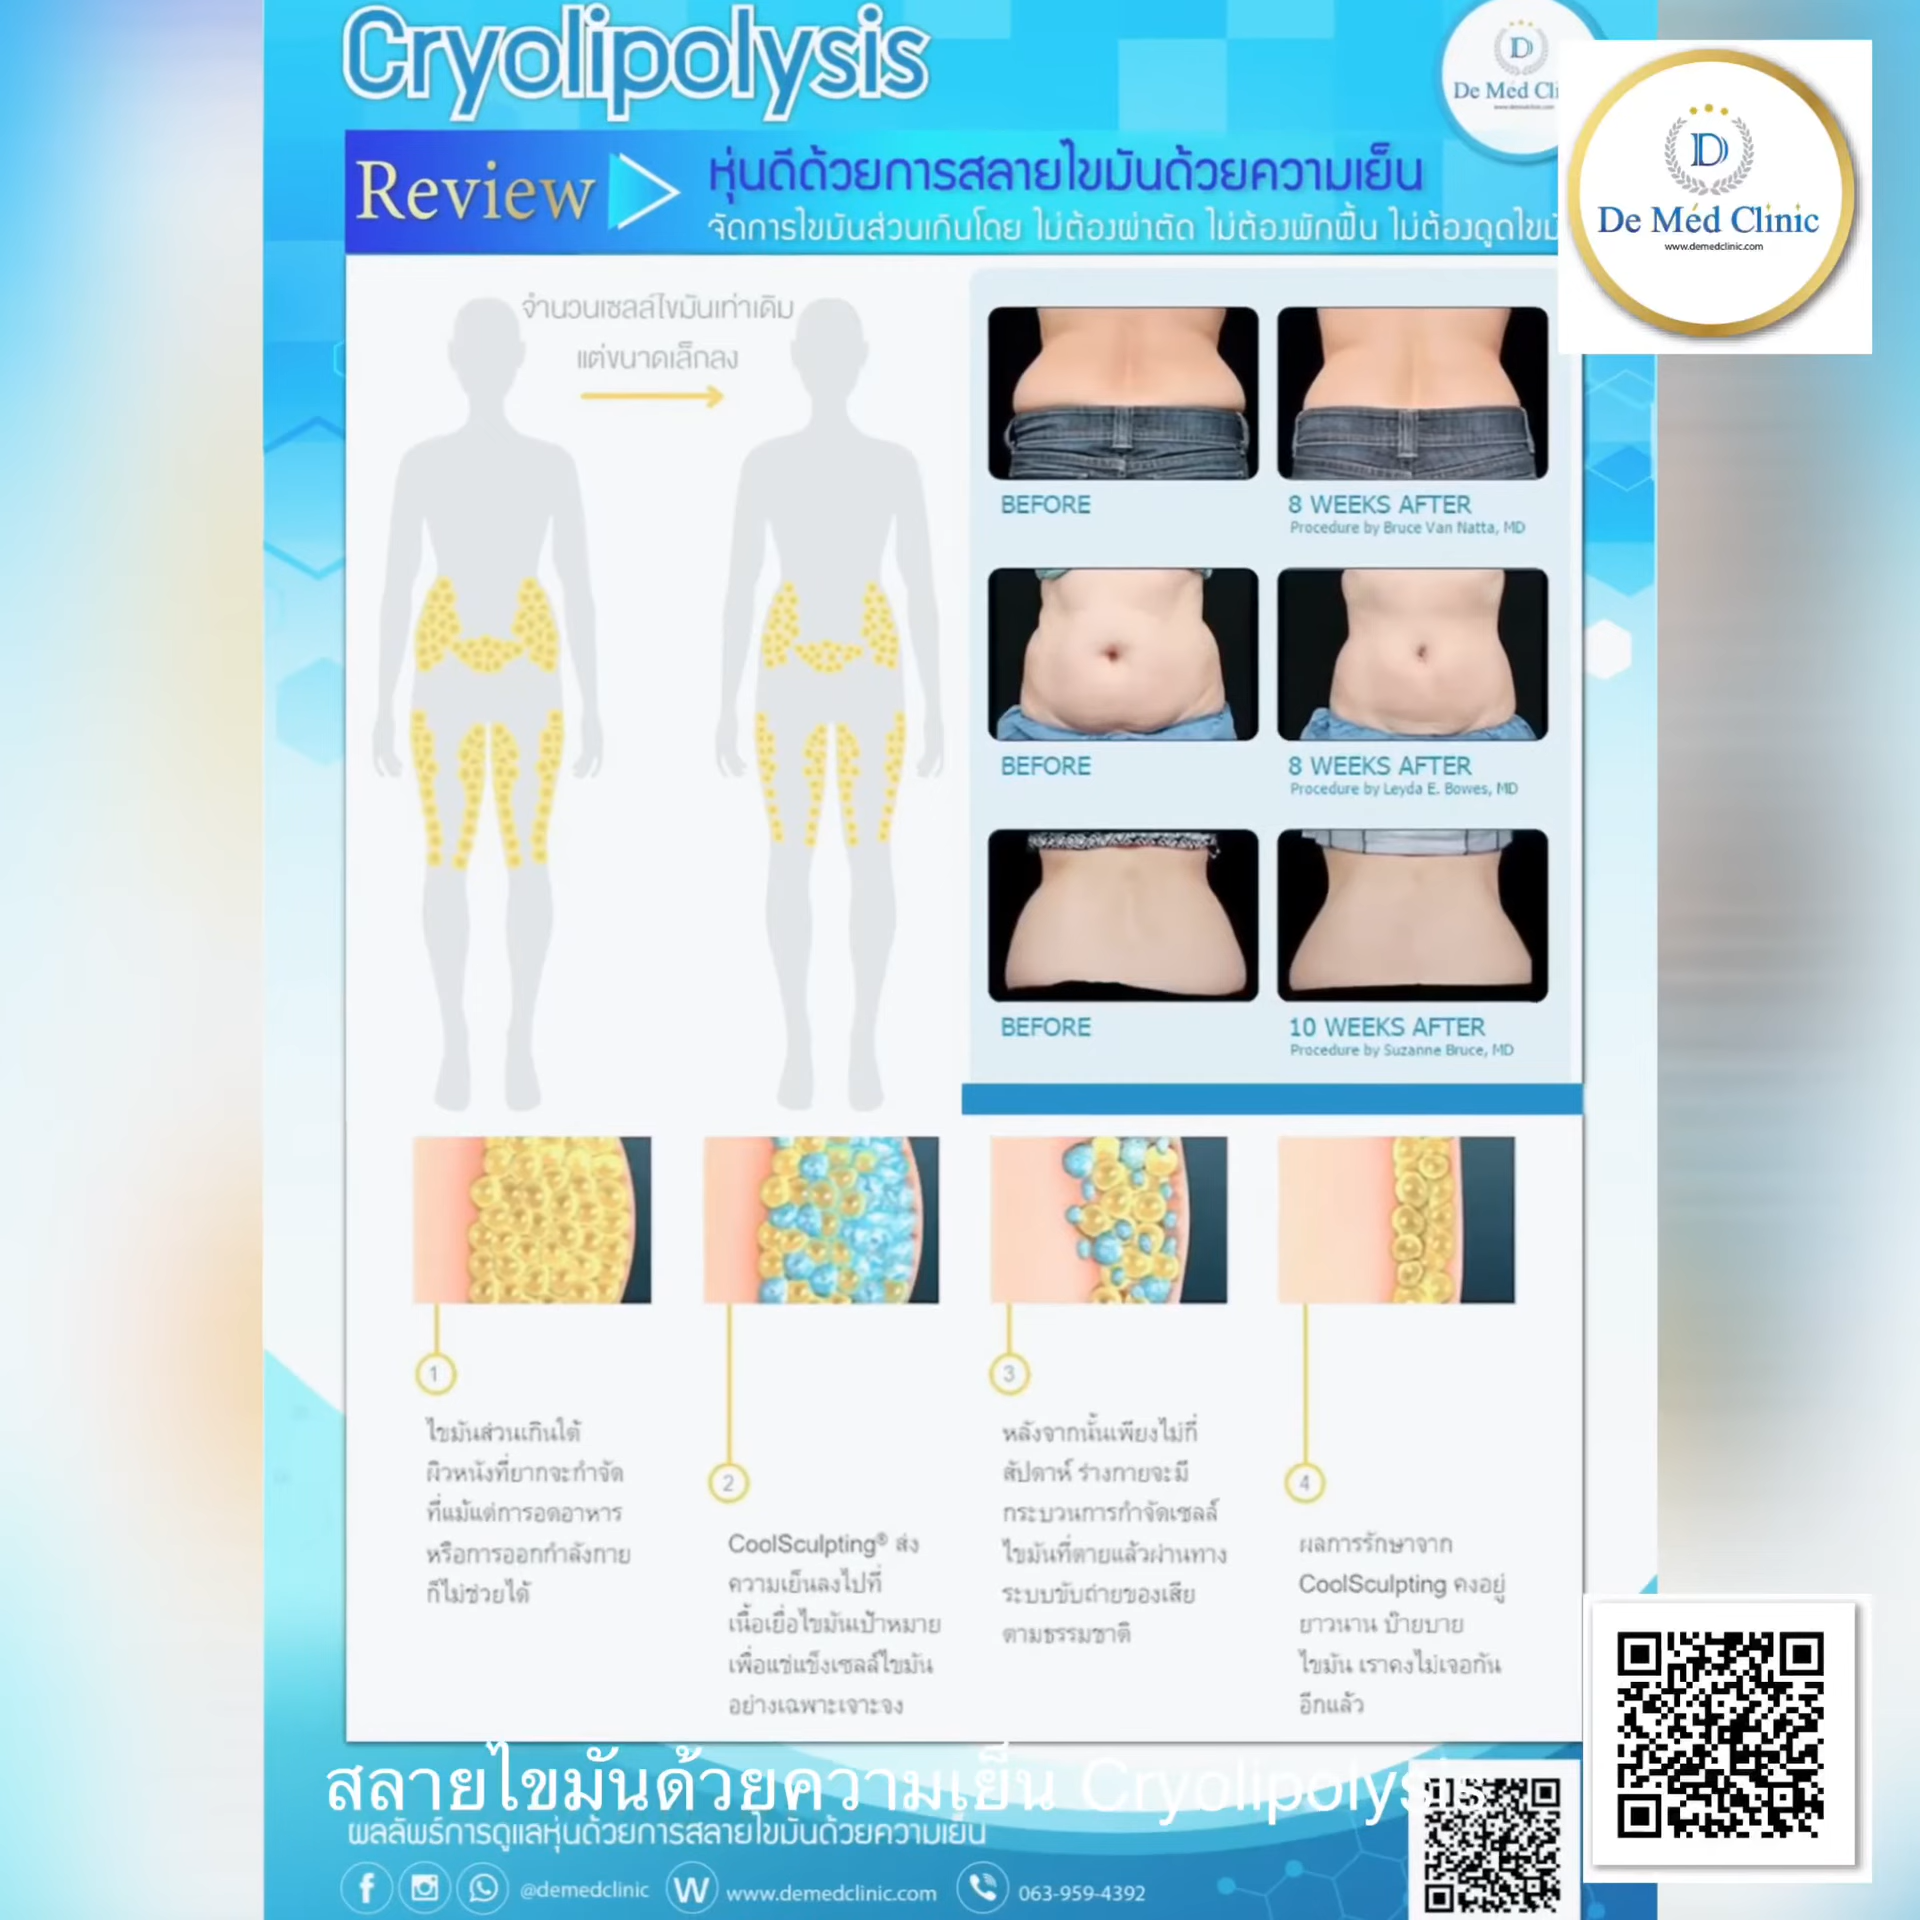 Cryolipolysis
D
De Méd Cli
D
De Méd Clinic
www.demedclinic.com
Review
หุ่นดีด้วยการสลายไขมันด้วยความเย็น
จัดการไขมันส่วนเกินโดย ไม่ต้องผ่าตัด ไม่ต้องพักฟื้น ไม่ต้องดูดไขมั
จำนวนเซลล์ไขมันเท่าเดิม
แต่ขนาดเล็กลง
BEFORE
8 WEEKS AFTER
Procedure by Bruce Van Natta, MD
BEFORE
8 WEEKS AFTER
Procedure by Leyda E. Bowes, MD
BEFORE
10 WEEKS AFTER
Procedure by Suzanne Bruce, MD
1
ไขมันส่วนเกินใต้
ผิวหนังที่ยากจะกำจัด
ที่แม้แต่การอดอาหาร
หรือการออกกำลังกาย
ก็ไม่ช่วยได้
2
CoolSculpting® ส่ง
ความเย็นลงไปที่
เนื้อเยื่อไขมันเป้าหมาย
เพื่อแช่แข็งเซลล์ไขมัน
อย่างเฉพาะเจาะจง
3
หลังจากนั้นเพียงไม่กี่
สัปดาห์ ร่างกายจะมี
กระบวนการกำจัดเซลล์
ไขมันที่ตายแล้วผ่านทาง
ระบบขับถ่ายของเสีย
ตามธรรมชาติ
4
ผลการรักษาจาก
CoolSculpting คงอยู่
ยาวนาน บ๊ายบาย
ไขมัน เราคงไม่เจอกัน
อีกแล้ว
สลายไขมันด้วยความเย็น Cryolipolysis
ผลลัพธ์การดูแลหุ่นด้วยการสลายไขมันด้วยความเย็น
@demedclinic
www.demedclinic.com
063-959-4392